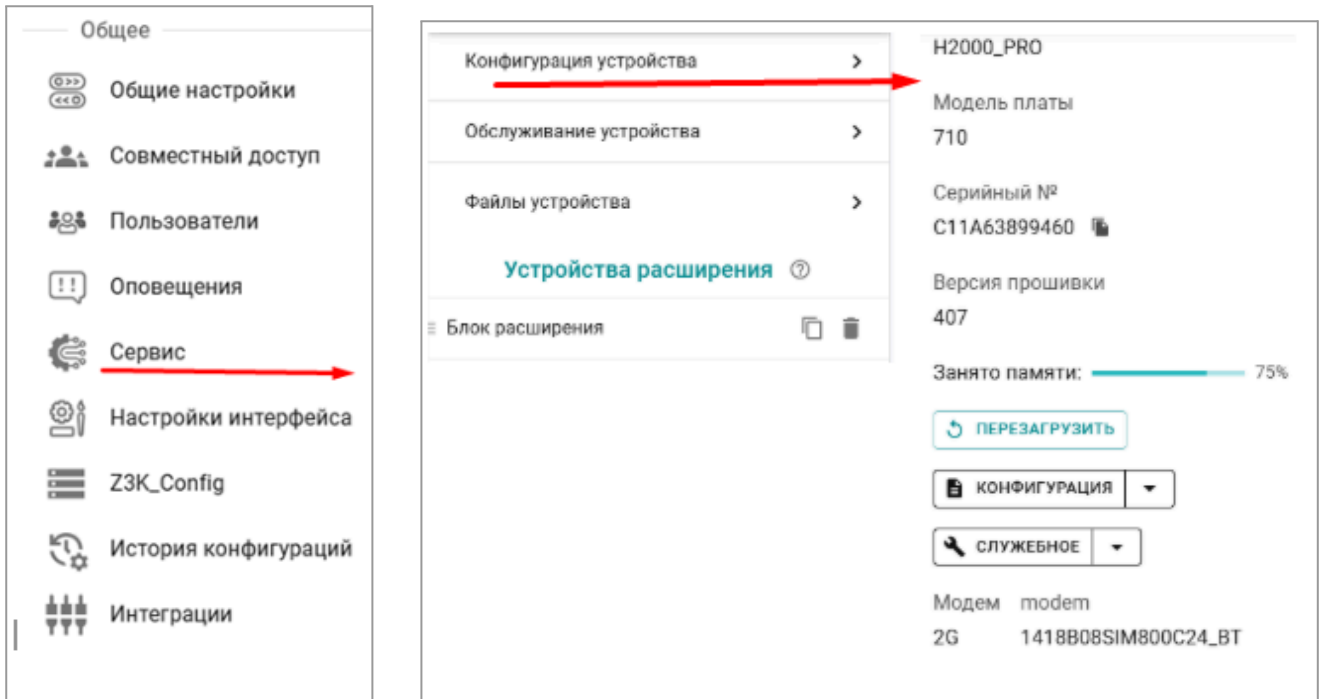 Общее
Общие настройки
Совместный доступ
Пользователи
Оповещения
Сервис
Настройки интерфейса
Z3K_Config
История конфигураций
Интеграции
Конфигурация устройства
Обслуживание устройства
Файлы устройства
Устройства расширения
Блок расширения
H2000_PRO
Модель платы
710
Серийный №
C11A63899460
Версия прошивки
407
Занято памяти: 75%
ПЕРЕЗАГРУЗИТЬ
КОНФИГУРАЦИЯ
СЛУЖЕБНОЕ
Модем modem
2G 1418B08SIM800C24_BT